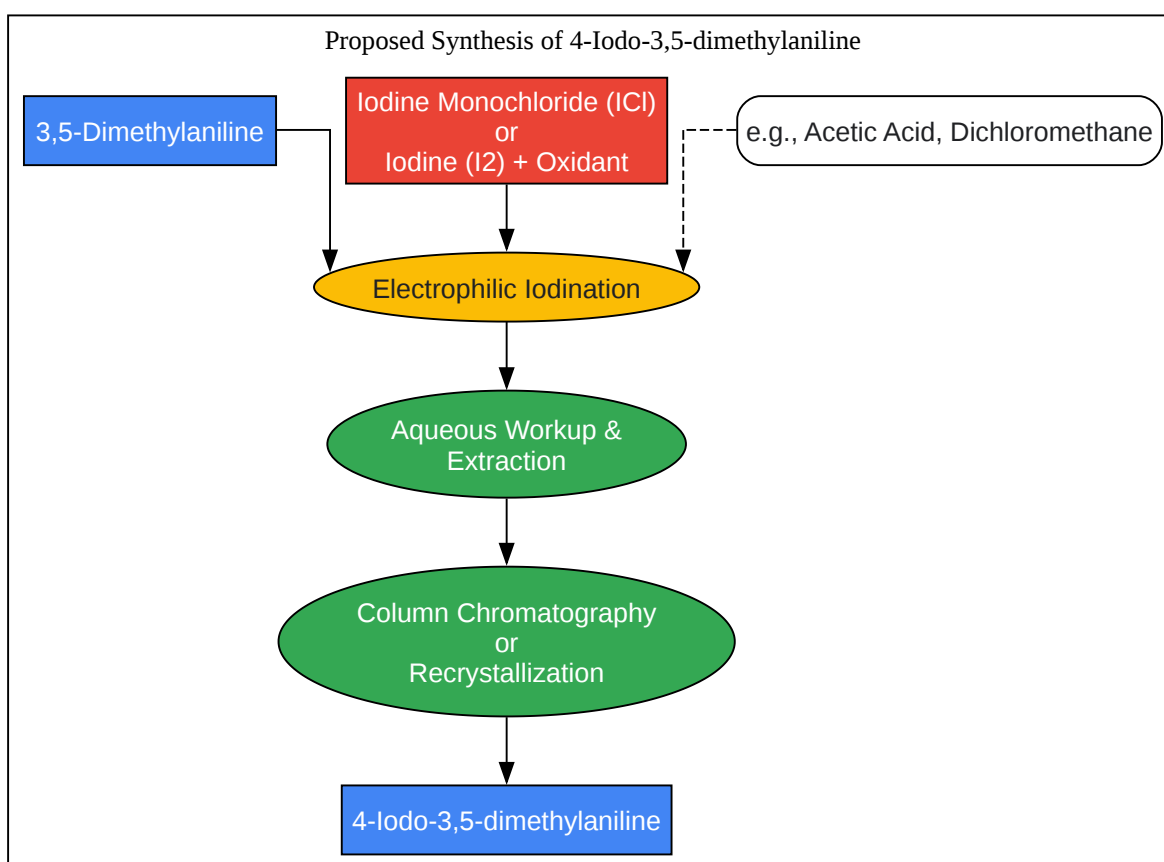 Proposed Synthesis of 4-Iodo-3,5-dimethylaniline
3,5-Dimethylaniline
Iodine Monochloride (ICl)
or
Iodine (I2) + Oxidant
e.g., Acetic Acid, Dichloromethane
Electrophilic Iodination
Aqueous Workup &
Extraction
Column Chromatography
or
Recrystallization
4-Iodo-3,5-dimethylaniline